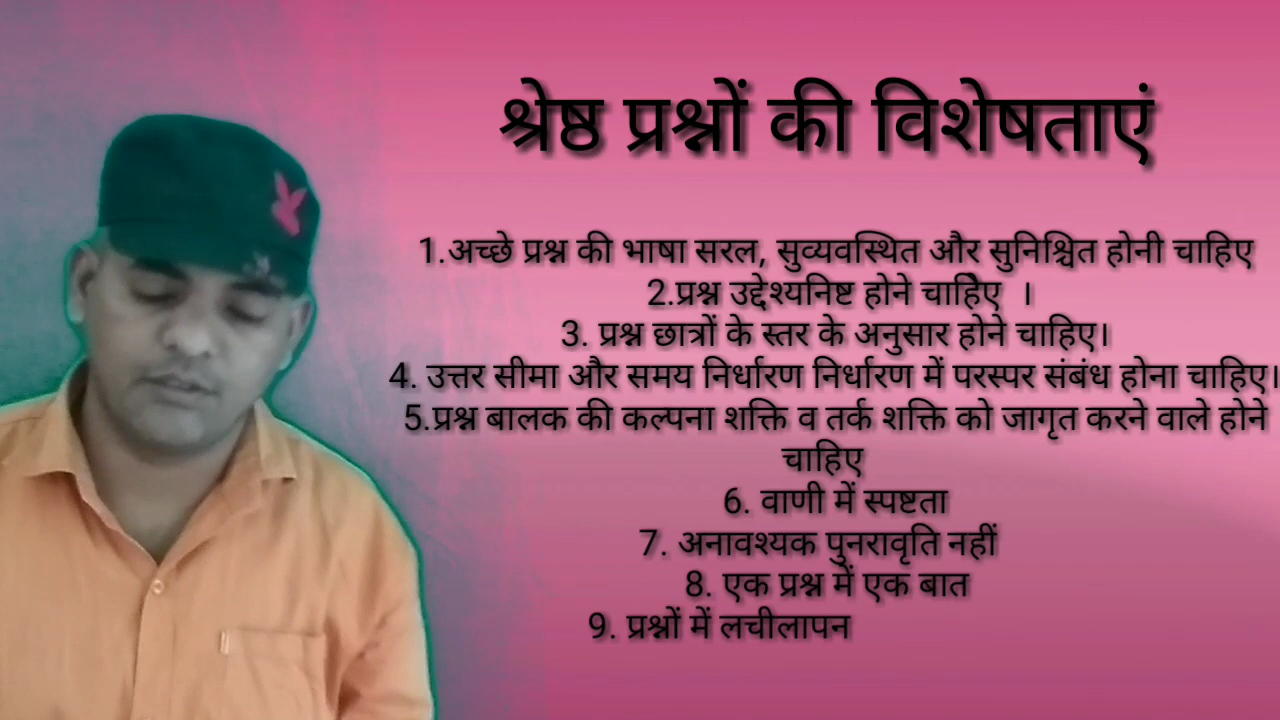 श्रेष्ठ प्रश्नों की विशेषताएं
1.अच्छे प्रश्न की भाषा सरल, सुव्यवस्थित और सुनिश्चित होनी चाहिए
2.प्रश्न उद्देश्यनिष्ट होने चाहिेए ।
3. प्रश्न छात्रों के स्तर के अनुसार होने चाहिए।
4. उत्तर सीमा और समय निर्धारण निर्धारण में परस्पर संबंध होना चाहिए।
5.प्रश्न बालक की कल्पना शक्ति व तर्क शक्ति को जागृत करने वाले होने
चाहिए
6. वाणी में स्पष्टता
7. अनावश्यक पुनरावृति नहीं
8. एक प्रश्न में एक बात
9. प्रश्नों में लचीलापन